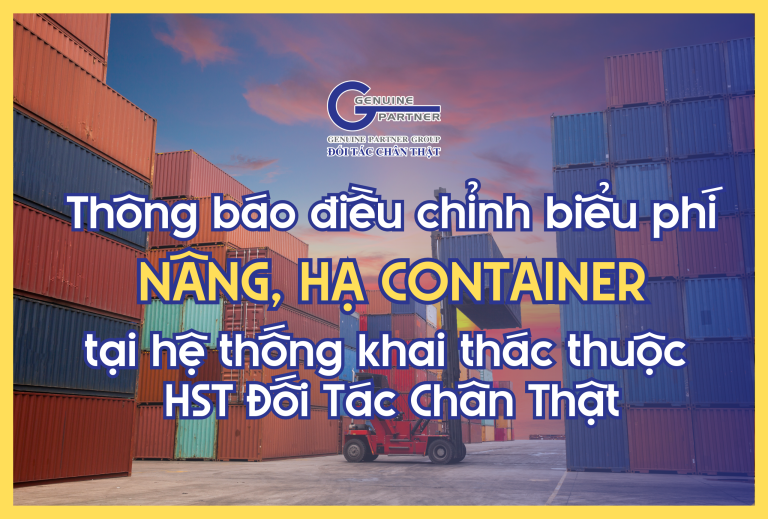 GENUINE
PARTNER
GENUINE PARTNER GROUP
ĐỐI TÁC CHÂN THẬT
Thông báo điều chỉnh biểu phí
NÂNG, HẠ CONTAINER
tại hệ thống khai thác thuộc
HST Đối Tác Chân Thật